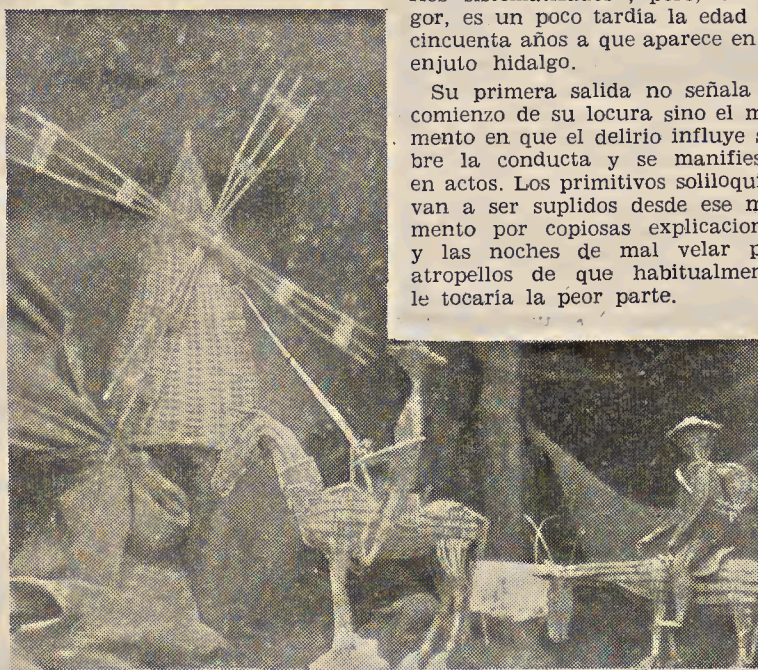 sistematizados", pero,
gor, es un poco tardía la edad
cincuenta años a que aparece en
enjuto hidalgo.
Su primera salida no señala
comienzo de su locura sino el m
mento en que el delirio influye s
bre la conducta y se manifies
en actos. Los primitivos soliloqu
van a ser suplidos desde ese m
mento por copiosas explicacion
y las noches de mal velar p
atropellos de que habitualmen
le tocaría la peor parte.